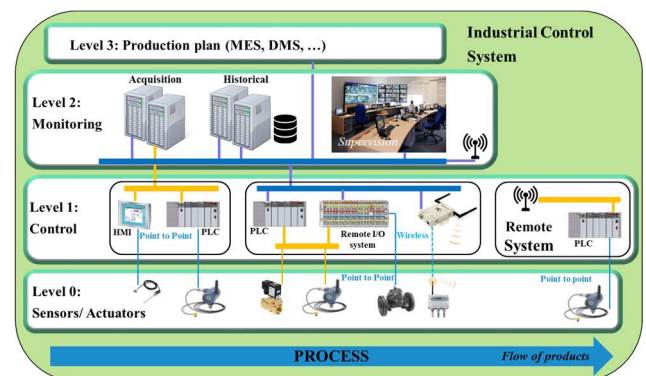 Level 3: Production plan (MES, DMS, …)
Industrial Control
System
Level 2:
Monitoring
Acquisition
Historical
Supervision
Level 1:
Control
HMI
Point to Point
PLC
PLC
Remote I/O
system
Wireless
Remote
System
PLC
Level 0:
Sensors/ Actuators
Point to Point
Point to point
PROCESS
Flow of products